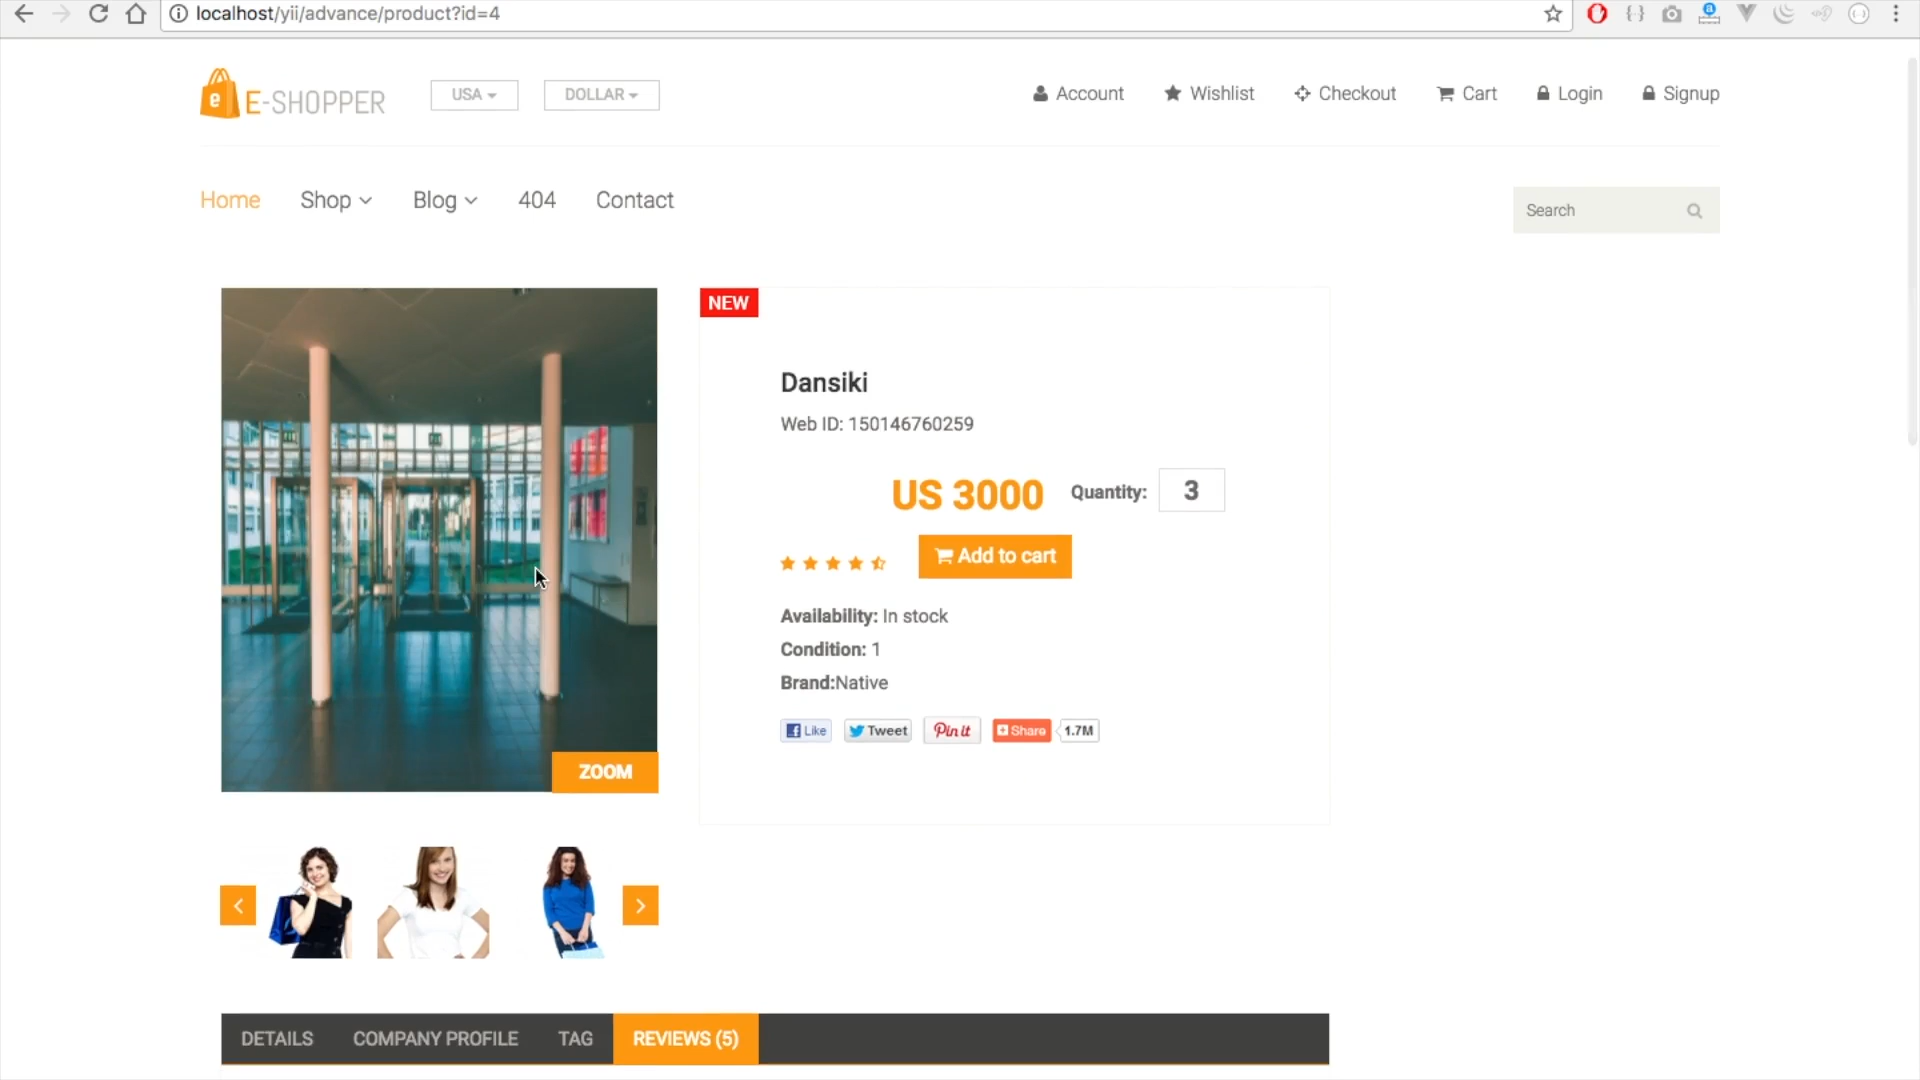 localhost/yii/advance/product?id=4
e E-SHOPPER
USA
DOLLAR
Account
Wishlist
Checkout
Cart
Login
Signup
Home
Shop
Blog
404
Contact
Search
NEW
Dansiki
Web ID: 150146760259
US 3000
Quantity: 3
Add to cart
Availability: In stock
Condition: 1
Brand:Native
Like
Tweet
Pin it
Share
1.7M
ZOOM
DETAILS
COMPANY PROFILE
TAG
REVIEWS (5)